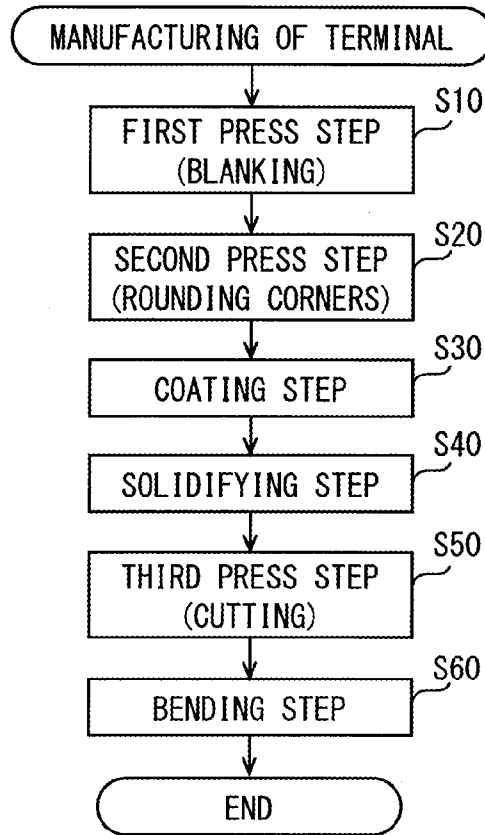 MANUFACTURING OF TERMINAL
S10
FIRST PRESS STEP
(BLANKING)
S20
SECOND PRESS STEP
(ROUNDING CORNERS)
S30
COATING STEP
S40
SOLIDIFYING STEP
S50
THIRD PRESS STEP
(CUTTING)
S60
BENDING STEP
END